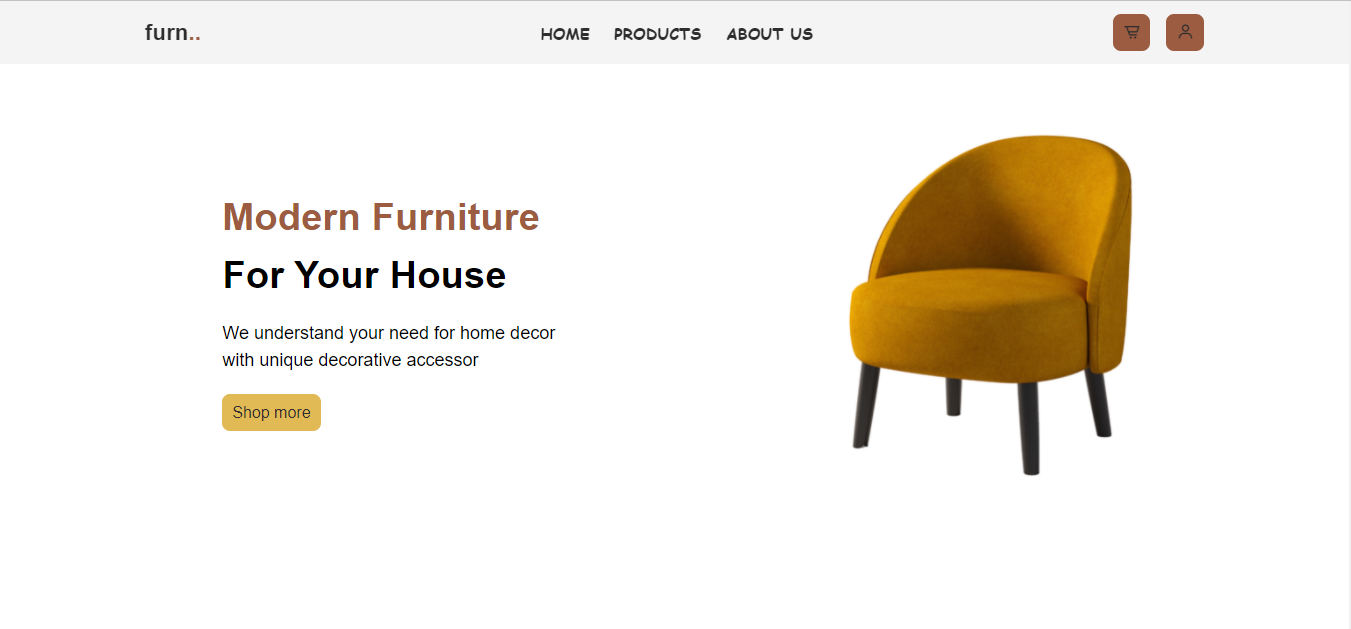 furn..
HOME PRODUCTS ABOUT US
Modern Furniture
For Your House
We understand your need for home decor
with unique decorative accessor
Shop more